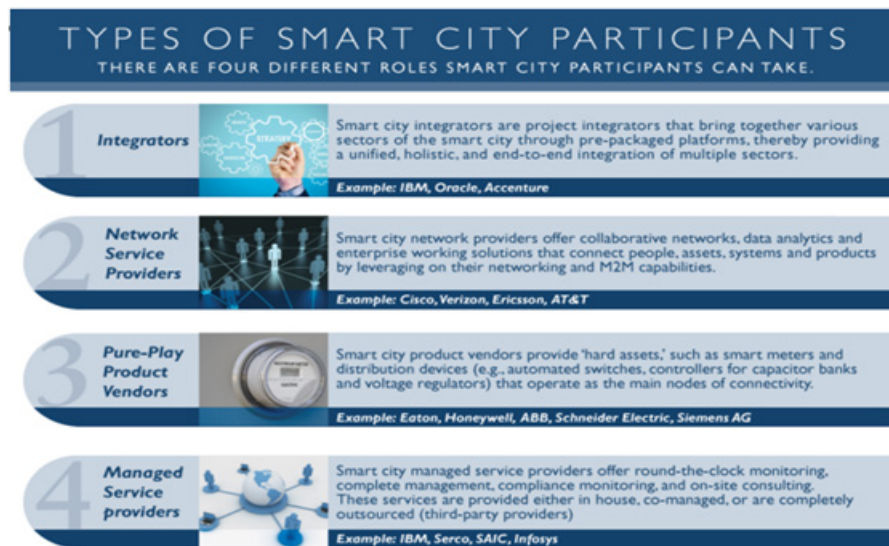 TYPES OF SMART CITY PARTICIPANTS
THERE ARE FOUR DIFFERENT ROLES SMART CITY PARTICIPANTS CAN TAKE.
1
Integrators
STRATEGY
Smart city integrators are project integrators that bring together various
sectors of the smart city through pre-packaged platforms, thereby providing
a unified, holistic, and end-to-end integration of multiple sectors.
Example: IBM, Oracle, Accenture
2
Network
Service
Providers
Smart city network providers offer collaborative networks, data analytics and
enterprise working solutions that connect people, assets, systems and products
by leveraging on their networking and M2M capabilities.
Example: Cisco, Verizon, Ericsson, AT&T
3
Pure-Play
Product
Vendors
Smart city product vendors provide ‘hard assets,’ such as smart meters and
distribution devices (e.g., automated switches, controllers for capacitor banks
and voltage regulators) that operate as the main nodes of connectivity.
Example: Eaton, Honeywell, ABB, Schneider Electric, Siemens AG
4
Managed
Service
providers
Smart city managed service providers offer round-the-clock monitoring,
complete management, compliance monitoring, and on-site consulting.
These services are provided either in house, co-managed, or are completely
outsourced (third-party providers)
Example: IBM, Serco, SAIC, Infosys